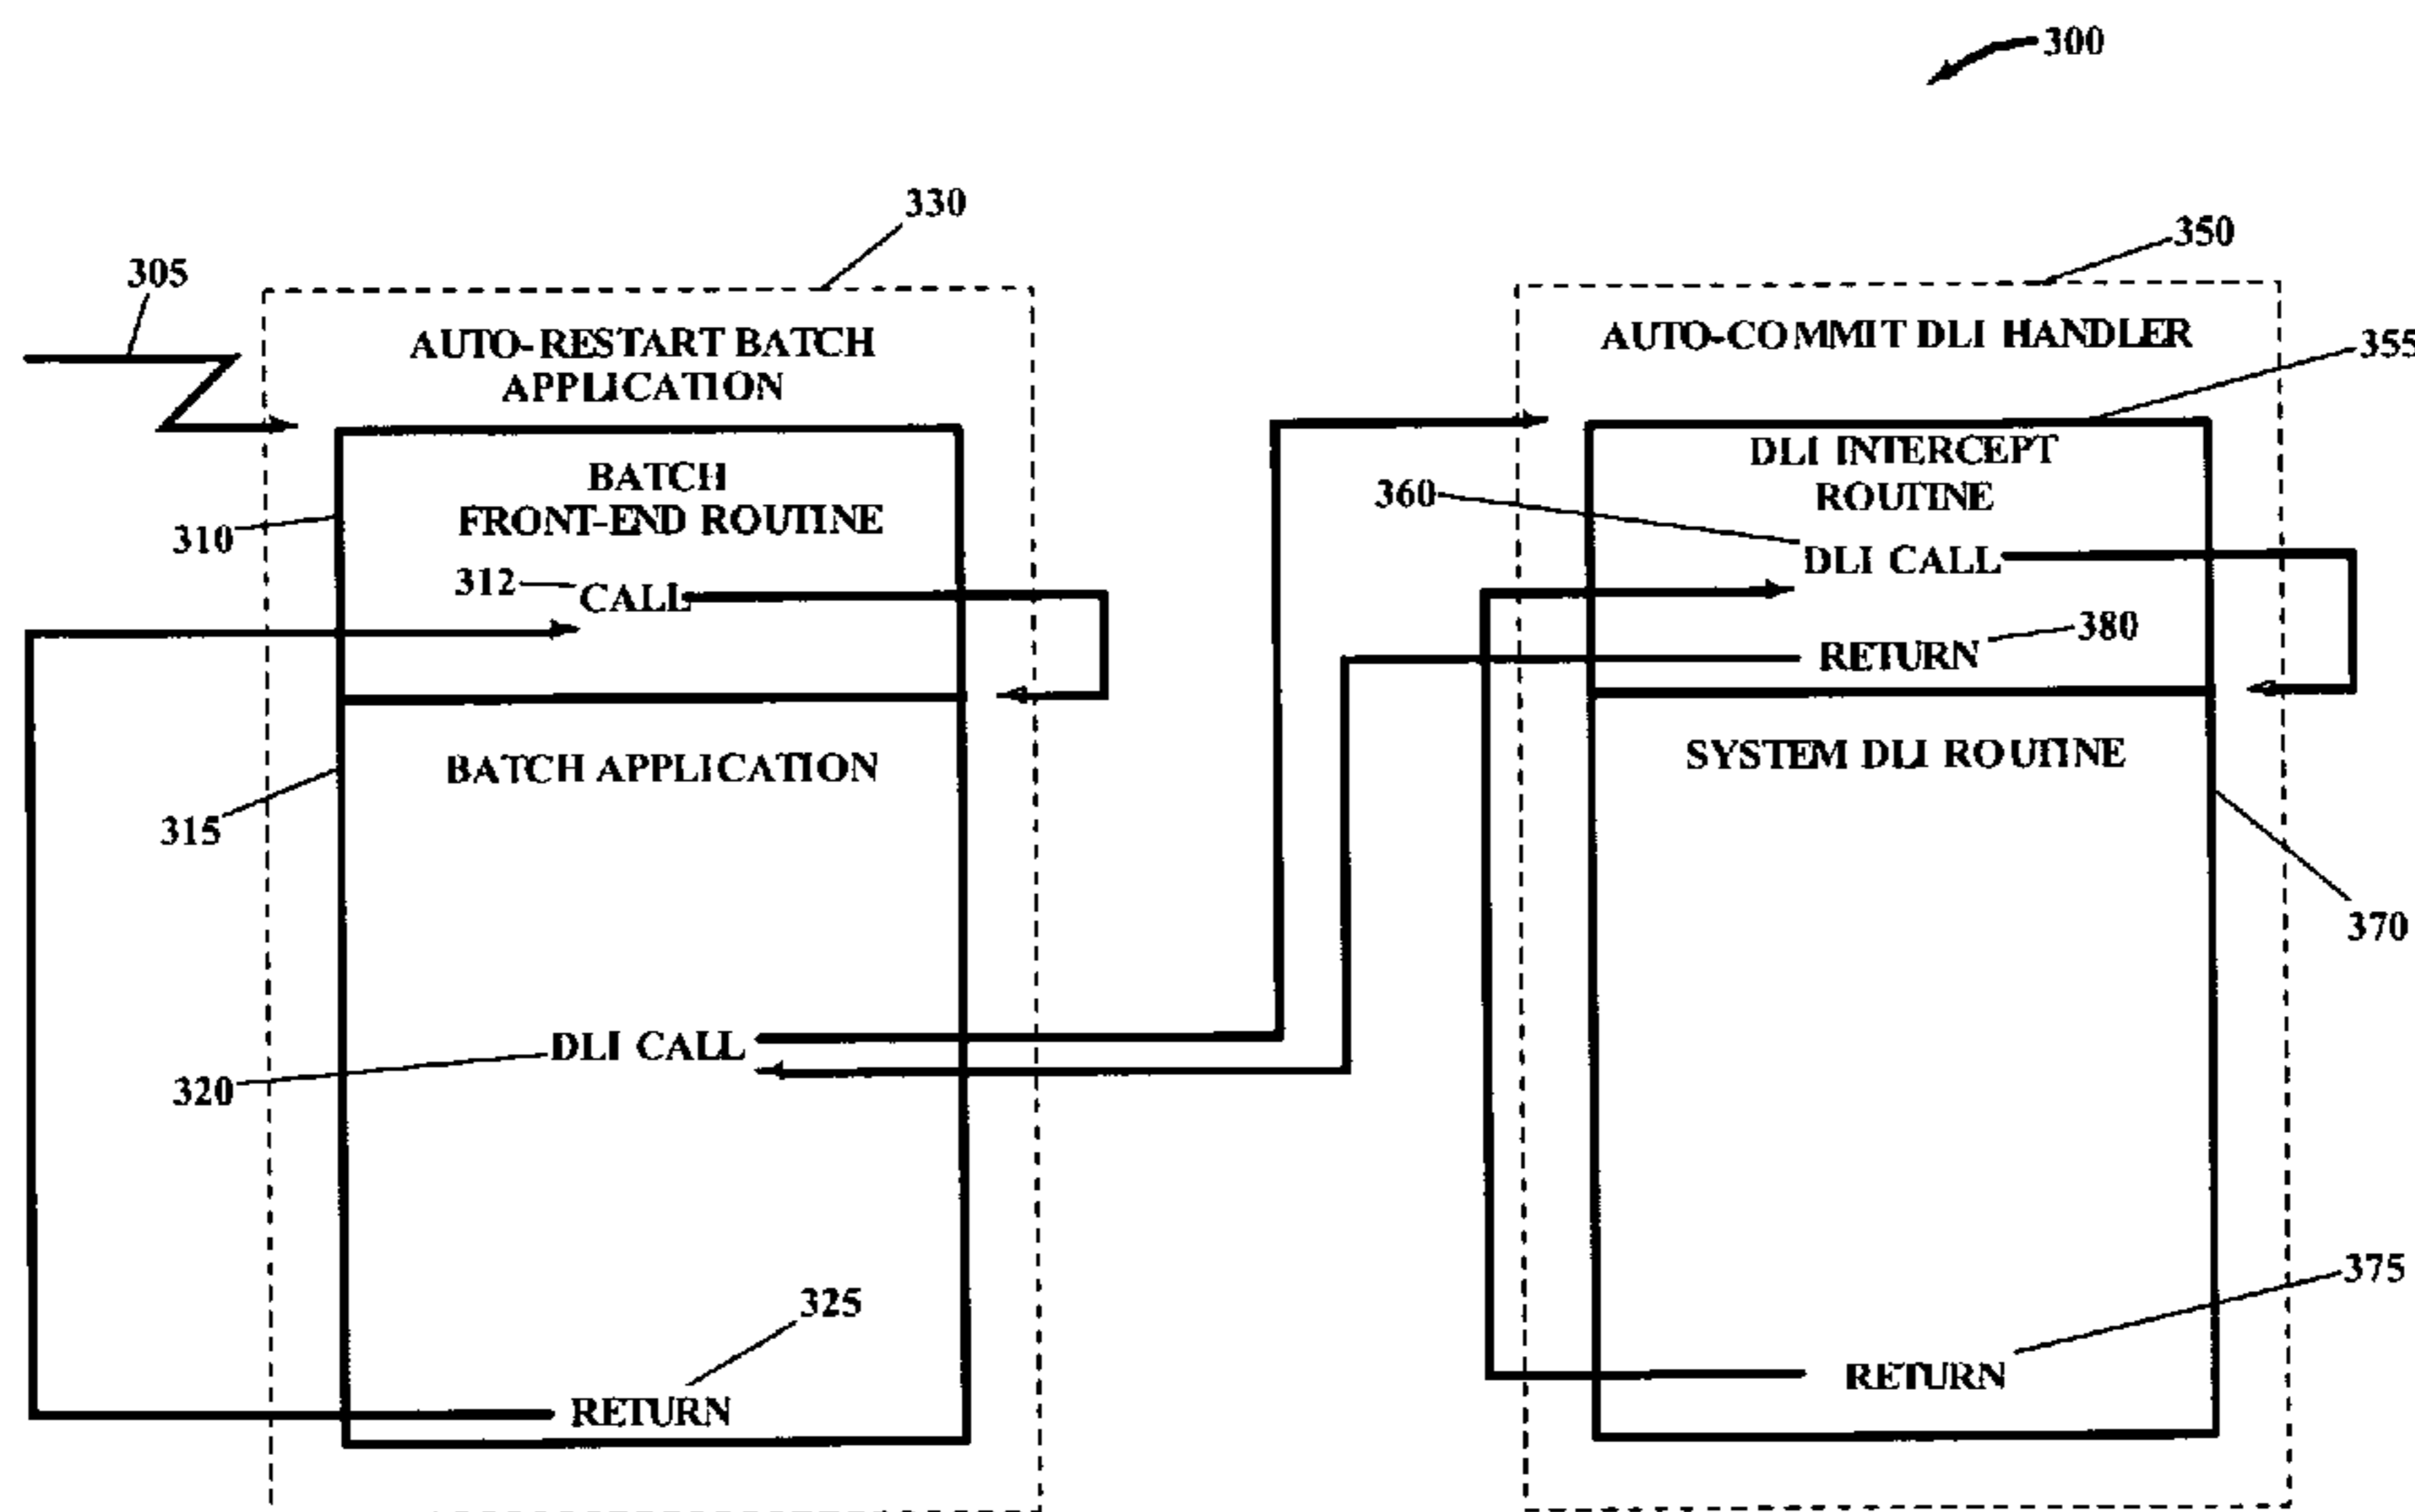 300
330
350
305
AUTO-RESTART BATCH
APPLICATION
AUTO-COMMIT DLI HANDLER
355
BATCH
FRONT-END ROUTINE
310
312
CALL
DLI INTERCEPT
ROUTINE
360
DLI CALL
RETURN
380
BATCH APPLICATION
315
SYSTEM DLI ROUTINE
370
DLI CALL
320
325
RETURN
375
RETURN